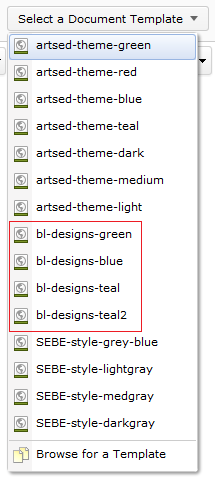 Select a Document Template
artsed-theme-green
artsed-theme-red
artsed-theme-blue
artsed-theme-teal
artsed-theme-dark
artsed-theme-medium
artsed-theme-light
bl-designs-green
bl-designs-blue
bl-designs-teal
bl-designs-teal2
SEBE-style-grey-blue
SEBE-style-lightgray
SEBE-style-medgray
SEBE-style-darkgray
Browse for a Template